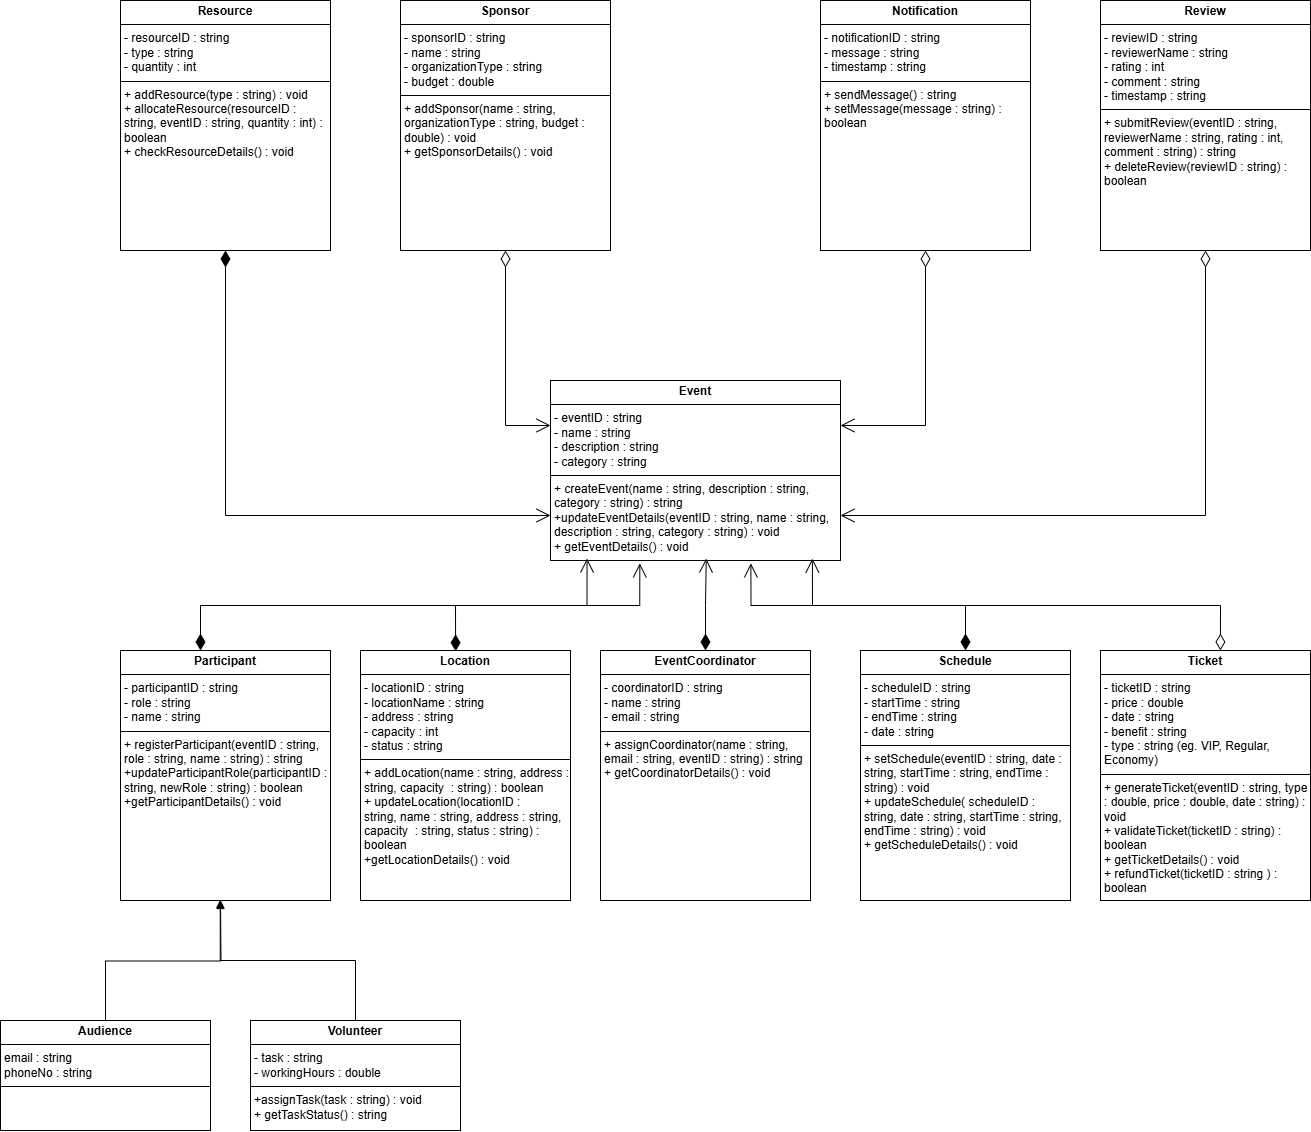 Resource
- resourceID : string
- type : string
- quantity : int
+ addResource(type : string) : void
+ allocateResource(resourceID :
string, eventID : string, quantity : int) :
boolean
+ checkResourceDetails() : void
Sponsor
- sponsorID : string
- name : string
- organizationType : string
- budget : double
+ addSponsor(name : string,
organizationType : string, budget :
double) : void
+ getSponsorDetails() : void
Notification
- notificationID : string
- message : string
- timestamp : string
+ sendMessage() : string
+ setMessage(message : string) :
boolean
Review
- reviewID : string
- reviewerName : string
- rating : int
- comment : string
- timestamp : string
+ submitReview(eventID : string,
reviewerName : string, rating : int,
comment : string) : string
+ deleteReview(reviewID : string) :
boolean
Event
- eventID : string
- name : string
- description : string
- category : string
+ createEvent(name : string, description : string,
category : string) : string
+updateEventDetails(eventID : string, name : string,
description : string, category : string) : void
+ getEventDetails() : void
Participant
- participantID : string
- role : string
- name : string
+ registerParticipant(eventID : string,
role : string, name : string) : string
+updateParticipantRole(participantID :
string, newRole : string) : boolean
+getParticipantDetails() : void
Location
- locationID : string
- locationName : string
- address : string
- capacity : int
- status : string
+ addLocation(name : string, address :
string, capacity : string) : boolean
+ updateLocation(locationID :
string, name : string, address : string,
capacity : string, status : string) :
boolean
+getLocationDetails() : void
EventCoordinator
- coordinatorID : string
- name : string
- email : string
+ assignCoordinator(name : string,
email : string, eventID : string) : string
+ getCoordinatorDetails() : void
Schedule
- scheduleID : string
- startTime : string
- endTime : string
- date : string
+ setSchedule(eventID : string, date :
string, startTime : string, endTime :
string) : void
+ updateSchedule( scheduleID :
string, date : string, startTime : string,
endTime : string) : void
+ getScheduleDetails() : void
Ticket
- ticketID : string
- price : double
- date : string
- benefit : string
- type : string (eg. VIP, Regular,
Economy)
+ generateTicket(eventID : string, type
: double, price : double, date : string) :
void
+ validateTicket(ticketID : string) :
boolean
+ getTicketDetails() : void
+ refundTicket(ticketID : string ) :
boolean
Audience
email : string
phoneNo : string
Volunteer
- task : string
- workingHours : double
+assignTask(task : string) : void
+ getTaskStatus() : string